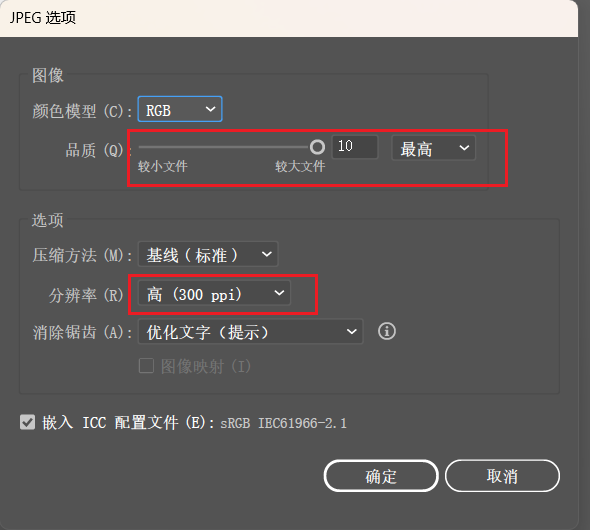 JPEG 选项
图像
颜色模型 (C): RGB
品质 (Q): 10 最高
较小文件 较大文件
选项
压缩方法 (M): 基线 (标准)
分辨率 (R) 高 (300 ppi)
消除锯齿 (A): 优化文字 (提示)
图像映射 (I)
嵌入 ICC 配置文件 (E): sRGB IEC61966-2.1
确定 取消